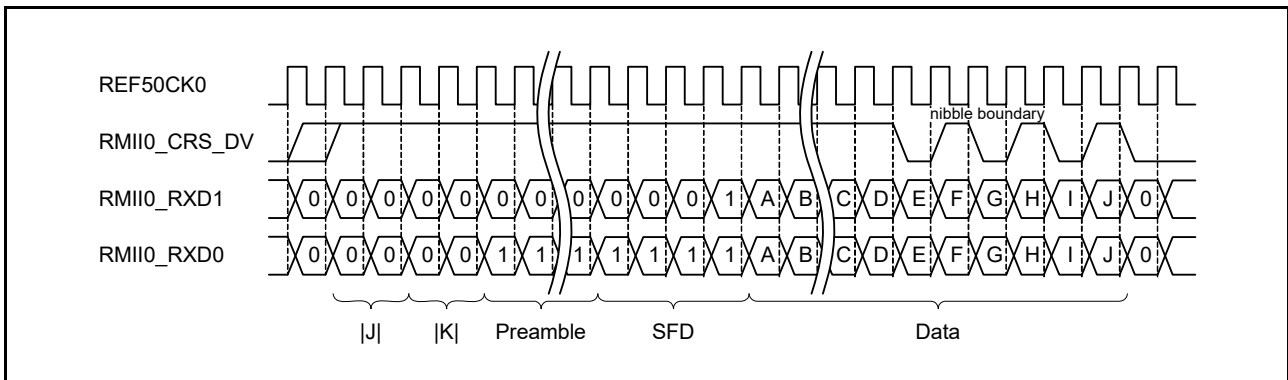 REF50CK0
nibble boundary
RMII0_CRS_DV
RMII0_RXD1 0 0 0 0 0 0 0 0 0 0 0 1 A B C D E F G H I J 0
RMII0_RXD0 0 0 0 0 0 1 1 1 1 1 1 1 A B C D E F G H I J 0
|J| |K| Preamble SFD Data